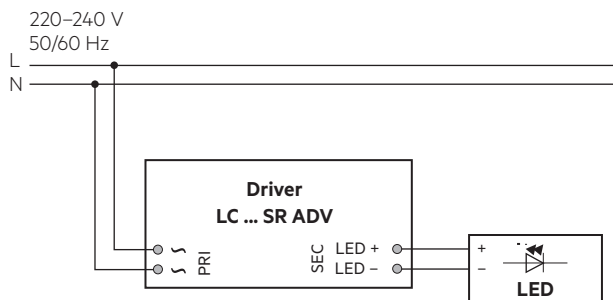 220–240 V
50/60 Hz
L
N
Driver
LC ... SR ADV
~ PRI SEC LED +
~ LED –
+
–
LED